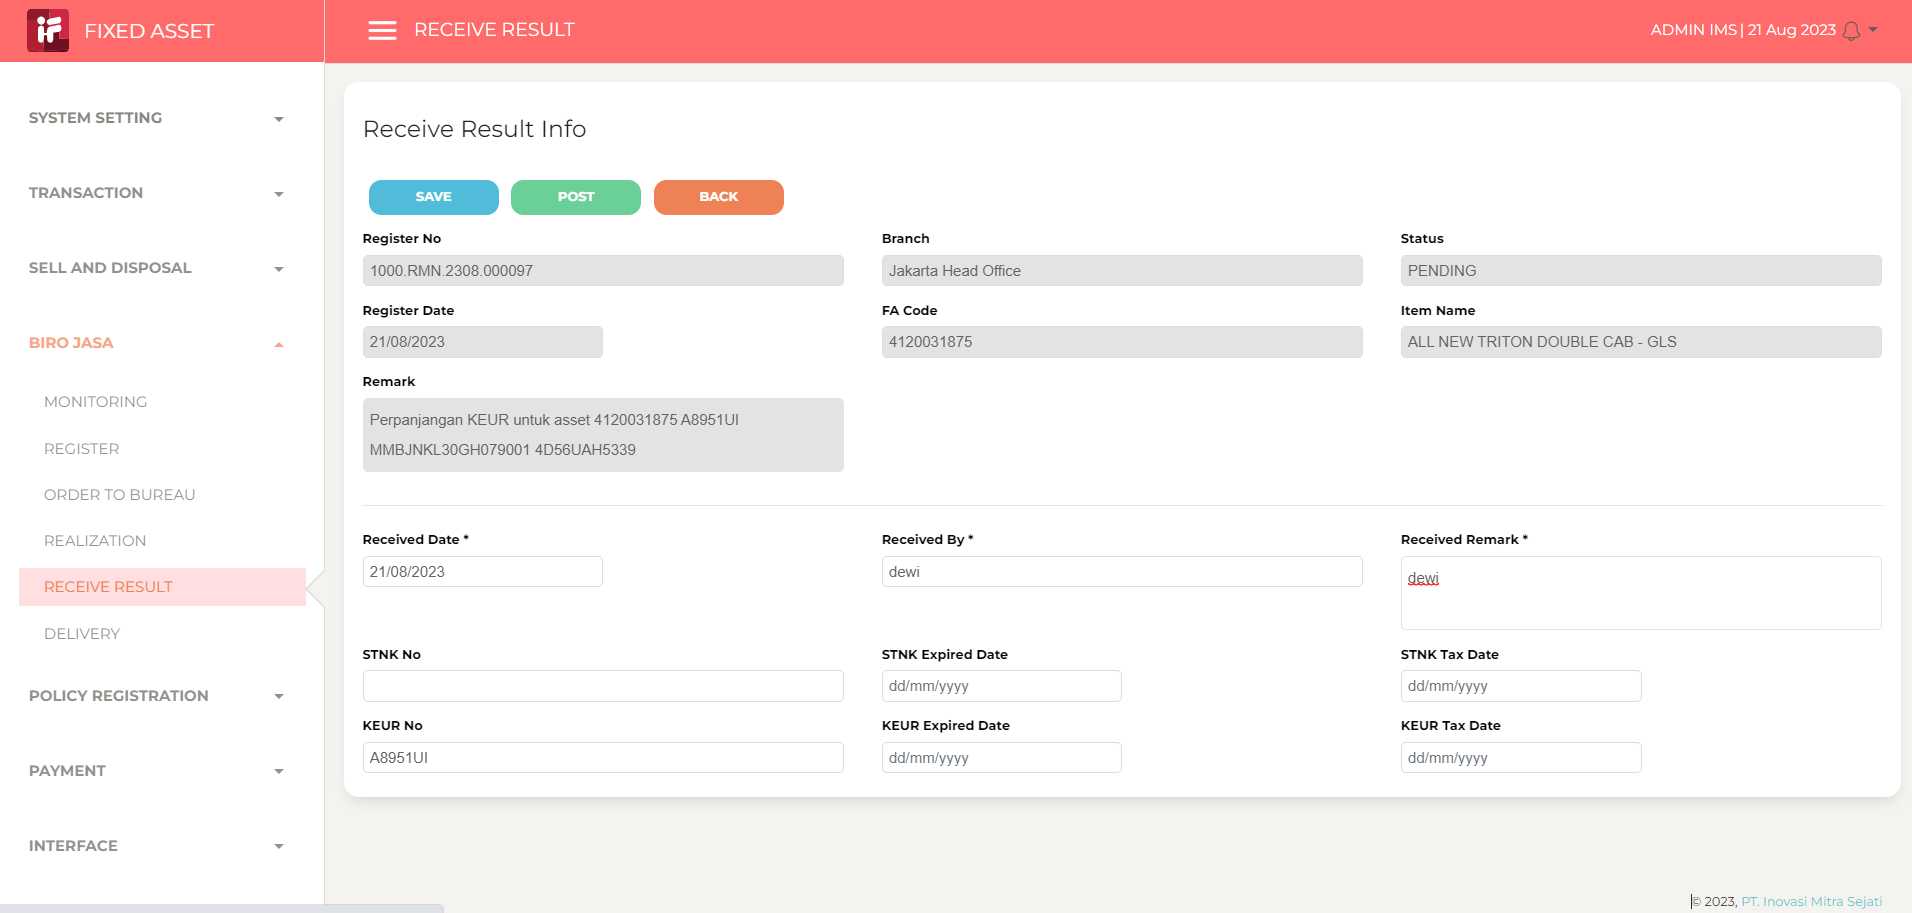 FIXED ASSET
RECEIVE RESULT
ADMIN IMS | 21 Aug 2023
SYSTEM SETTING
TRANSACTION
SELL AND DISPOSAL
BIRO JASA
MONITORING
REGISTER
ORDER TO BUREAU
REALIZATION
RECEIVE RESULT
DELIVERY
POLICY REGISTRATION
PAYMENT
INTERFACE
Receive Result Info
SAVE POST BACK
Register No Branch Status
1000.RMN.2308.000097 Jakarta Head Office PENDING
Register Date FA Code Item Name
21/08/2023 4120031875 ALL NEW TRITON DOUBLE CAB - GLS
Remark
Perpanjangan KEUR untuk asset 4120031875 A8951UI
MMBJNKL30GH079001 4D56UAH5339
Received Date * Received By * Received Remark *
21/08/2023 dewi dewi
STNK No STNK Expired Date STNK Tax Date
dd/mm/yyyy dd/mm/yyyy
KEUR No KEUR Expired Date KEUR Tax Date
A8951UI dd/mm/yyyy dd/mm/yyyy
© 2023, PT. Inovasi Mitra Sejati